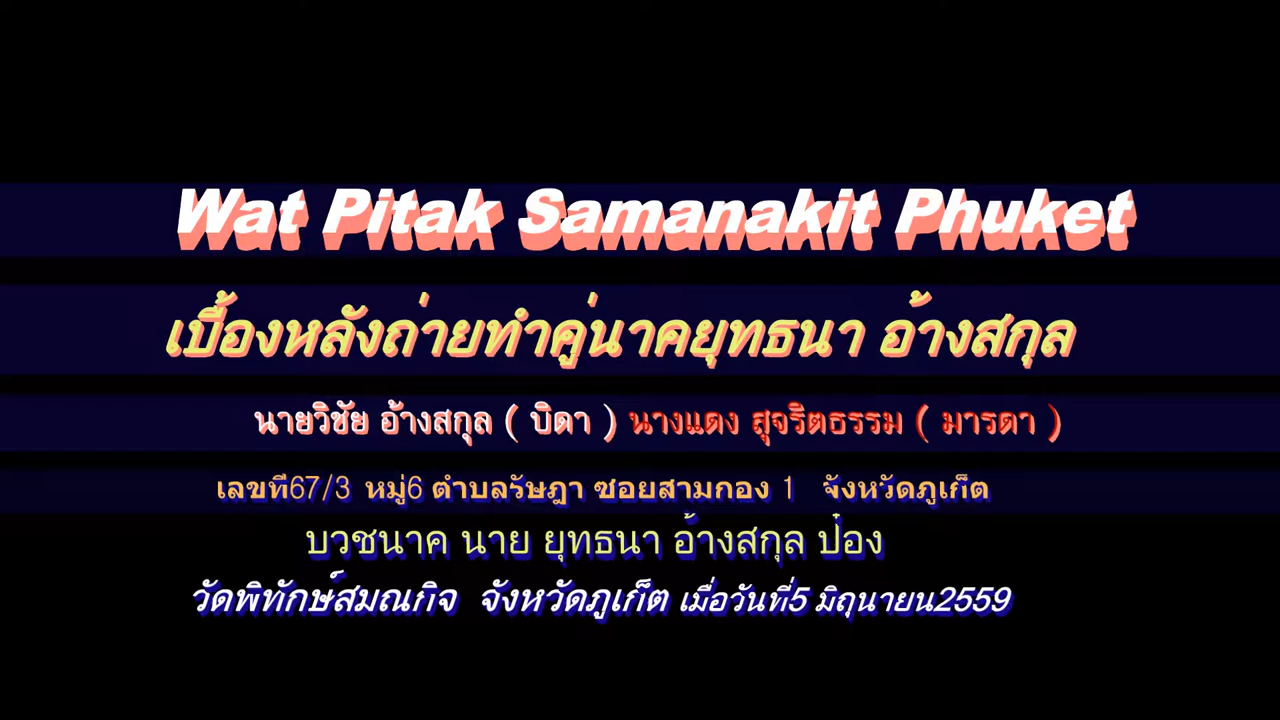 Wat Pitak Samanakit Phuket
เบื้องหลังถ่ายทำคู่นาคยุทธนา อ้างสกุล
นายวิชัย อ้างสกุล ( บิดา ) นางแดง สุจริตธรรม ( มารดา )
เลขที่67/3 หมู่6 ตำบลรัษฎา ซอยสามกอง 1 จังหวัดภูเก็ต
บวชนาค นาย ยุทธนา อ้างสกุล ป๋อง
วัดพิทักษ์สมณกิจ จังหวัดภูเก็ต เมื่อวันที่5 มิถุนายน2559